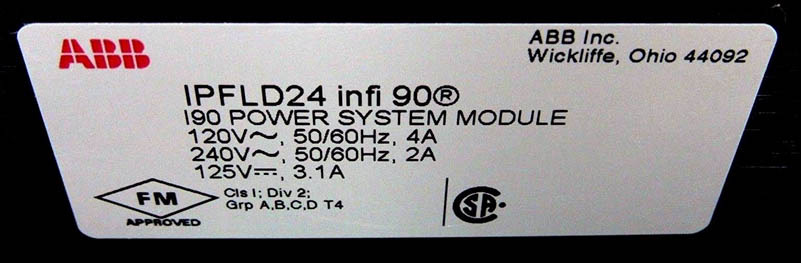 ABB
ABB Inc.
Wickliffe, Ohio 44092
IPFLD24 infi 90®
I90 POWER SYSTEM MODULE
120V~, 50/60Hz, 4A
240V~, 50/60Hz, 2A
125V⎓, 3.1A
FM
APPROVED
Cls I; Div 2;
Grp A,B,C,D T4
CSA